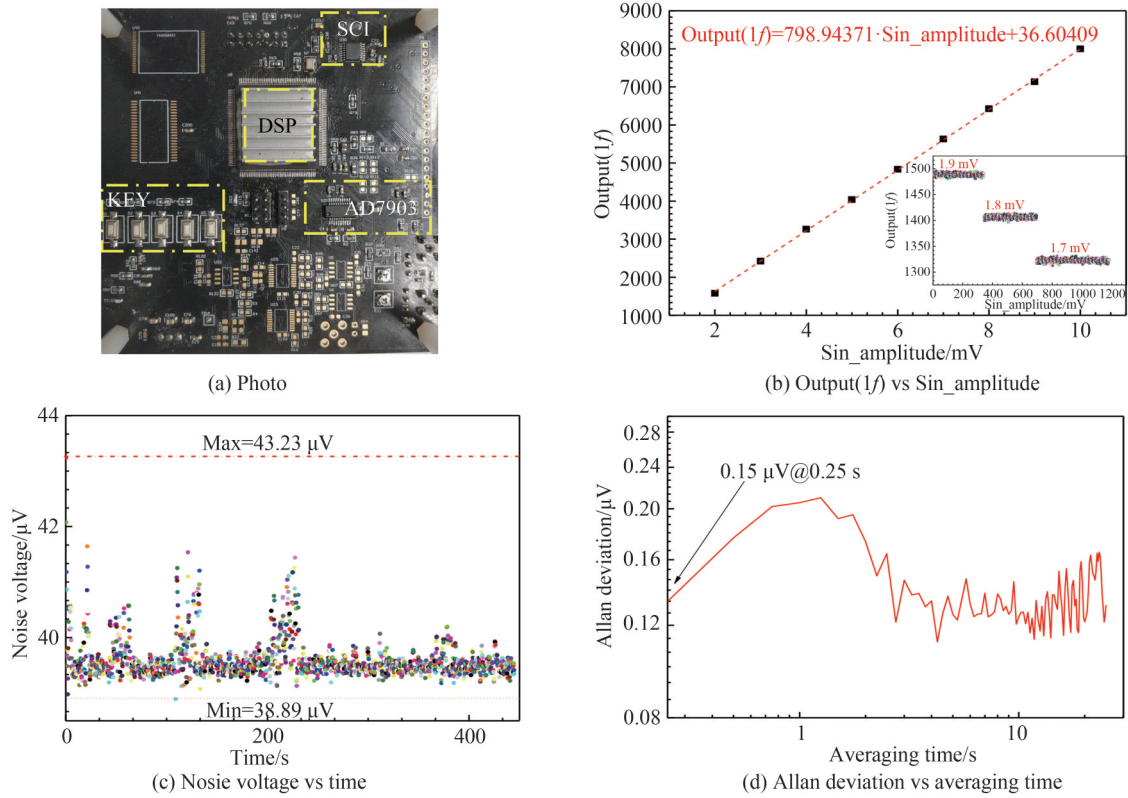 SCI
DSP
KEY
AD7903
(a) Photo
9000
8000
7000
6000
5000
4000
3000
2000
1000
Output(1f)
Output(1f)=798.94371·Sin_amplitude+36.60409
1500
1400
1300
Output(1f)
1.9 mV
1.8 mV
1.7 mV
0 200 400 600 800 1000 1200
Sin_amplitude/mV
2 4 6 8 10
Sin_amplitude/mV
(b) Output(1f) vs Sin_amplitude
44
42
40
38
Noise voltage/μV
Max=43.23 μV
Min=38.89 μV
0 200 400
Time/s
(c) Nosie voltage vs time
0.28
0.24
0.20
0.16
0.12
0.08
Allan deviation/μV
0.15 μV@0.25 s
1 10
Averaging time/s
(d) Allan deviation vs averaging time